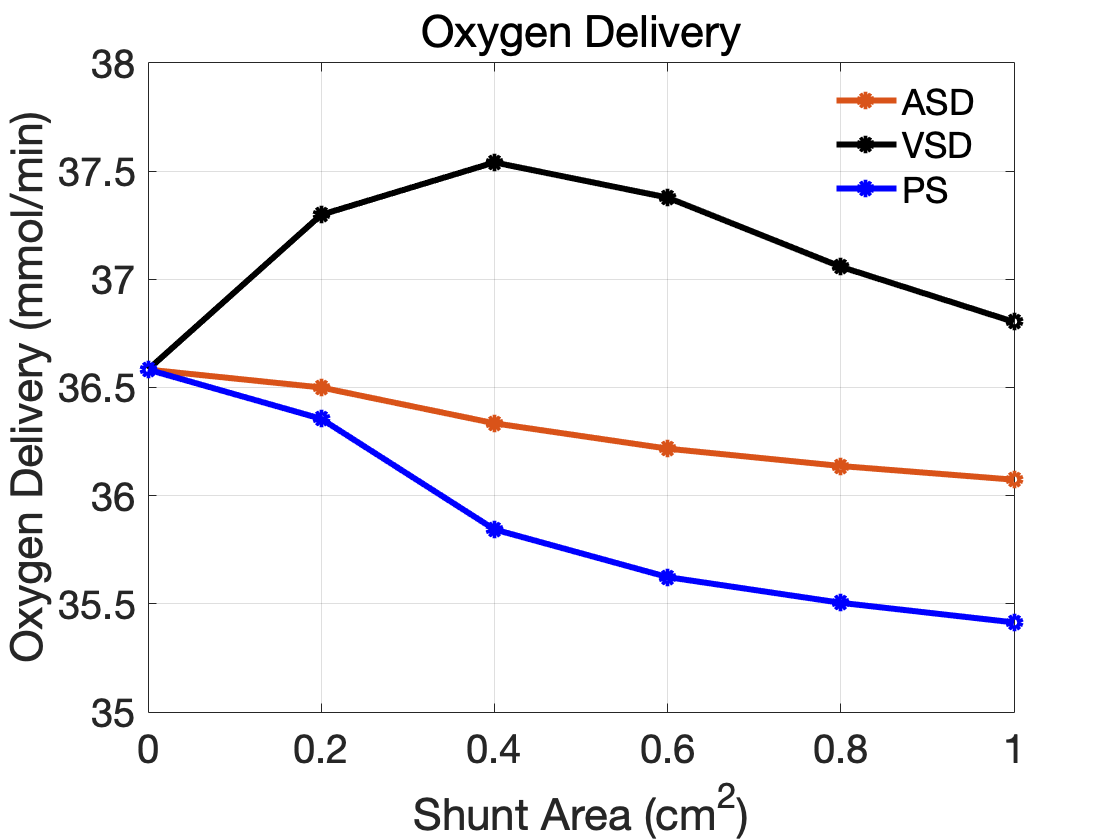 Oxygen Delivery
Oxygen Delivery (mmol/min)
38
37.5
37
36.5
36
35.5
35
ASD
VSD
PS
0 0.2 0.4 0.6 0.8 1
Shunt Area (cm²)